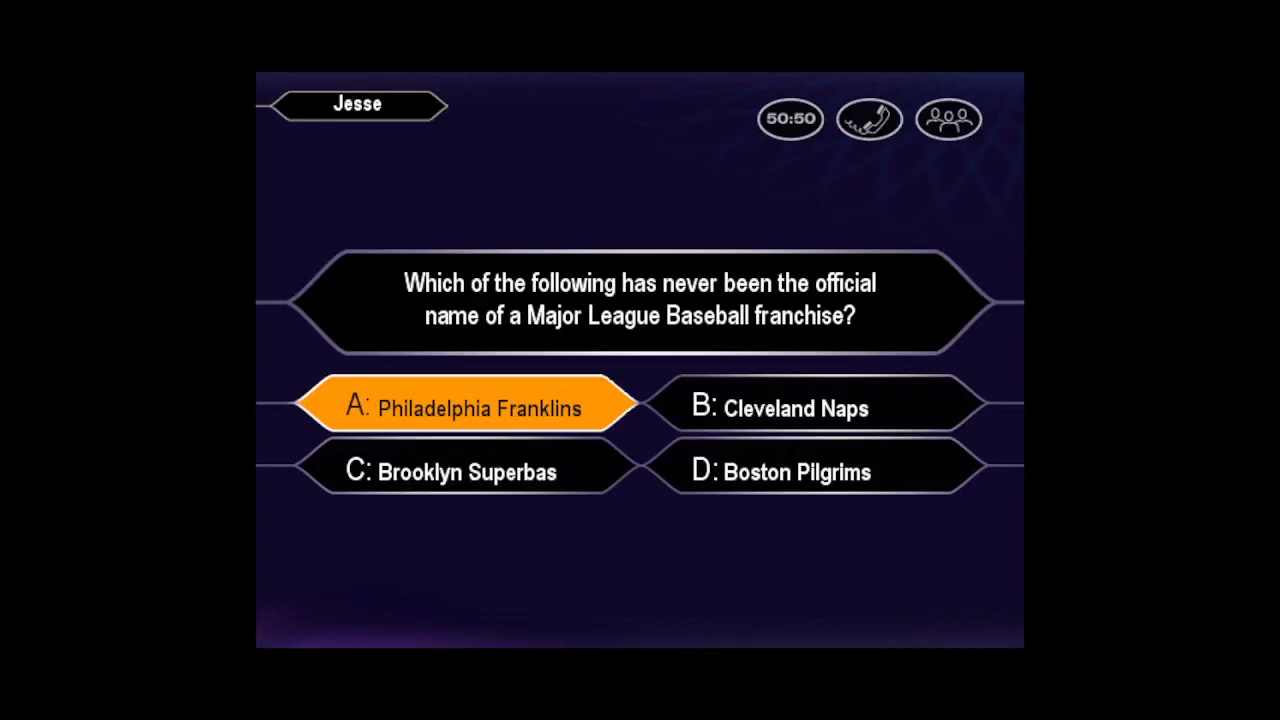 Jesse
50:50
Which of the following has never been the official
name of a Major League Baseball franchise?
A: Philadelphia Franklins
B: Cleveland Naps
C: Brooklyn Superbas
D: Boston Pilgrims